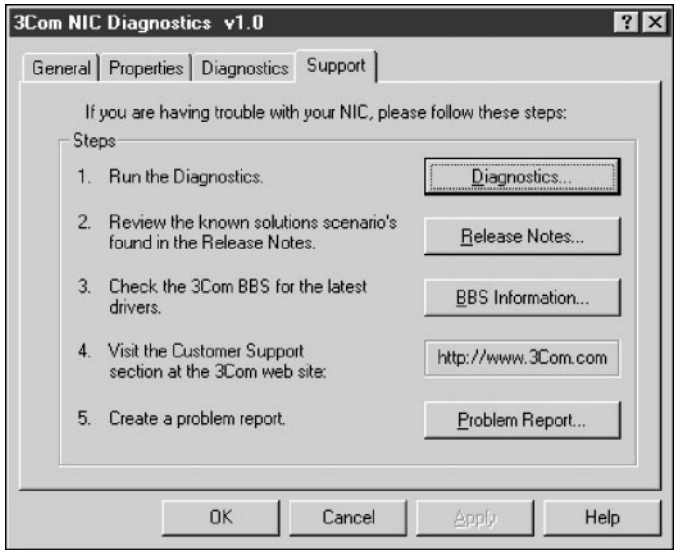 3Com NIC Diagnostics v1.0
? X
General Properties Diagnostics Support
If you are having trouble with your NIC, please follow these steps:
Steps
1. Run the Diagnostics.
Diagnostics...
2. Review the known solutions scenario's
found in the Release Notes.
Release Notes...
3. Check the 3Com BBS for the latest
drivers.
BBS Information...
4. Visit the Customer Support
section at the 3Com web site:
http://www.3Com.com
5. Create a problem report.
Problem Report...
OK Cancel Apply Help